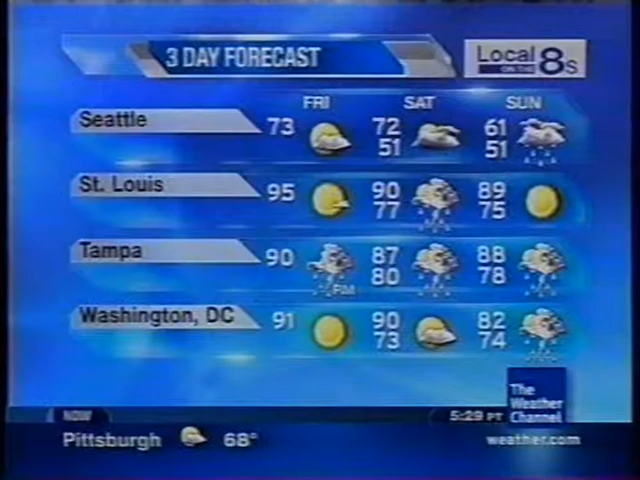 3 DAY FORECAST
Local ON THE 8s
FRI SAT SUN
Seattle 73 72 51 61 51
St. Louis 95 90 77 89 75
Tampa 90 PM 87 80 88 78
Washington, DC 91 90 73 82 74
The Weather Channel
NOW 5:29 PT
Pittsburgh 68° weather.com